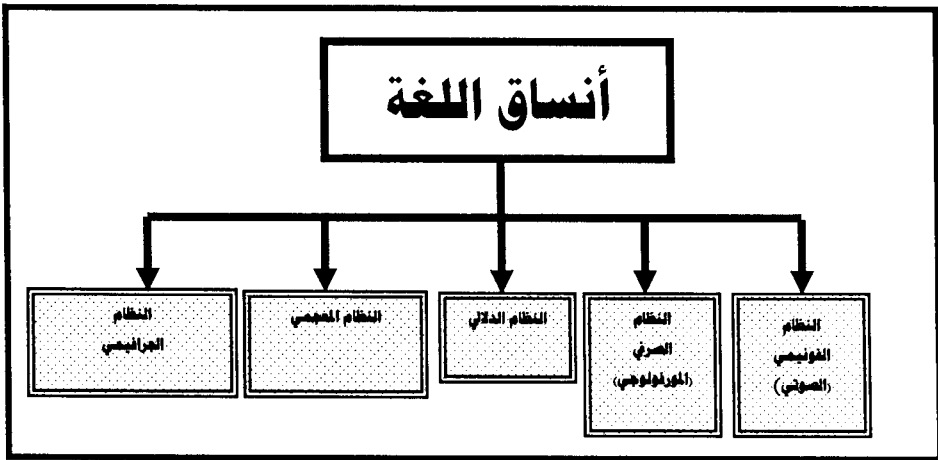 أنساق اللغة
النظام
الفونيمي
(الصوتي)
النظام
الصرفي
(المورفولوجي)
النظام الدلالي
النظام المعجمي
النظام
الجرافيمي